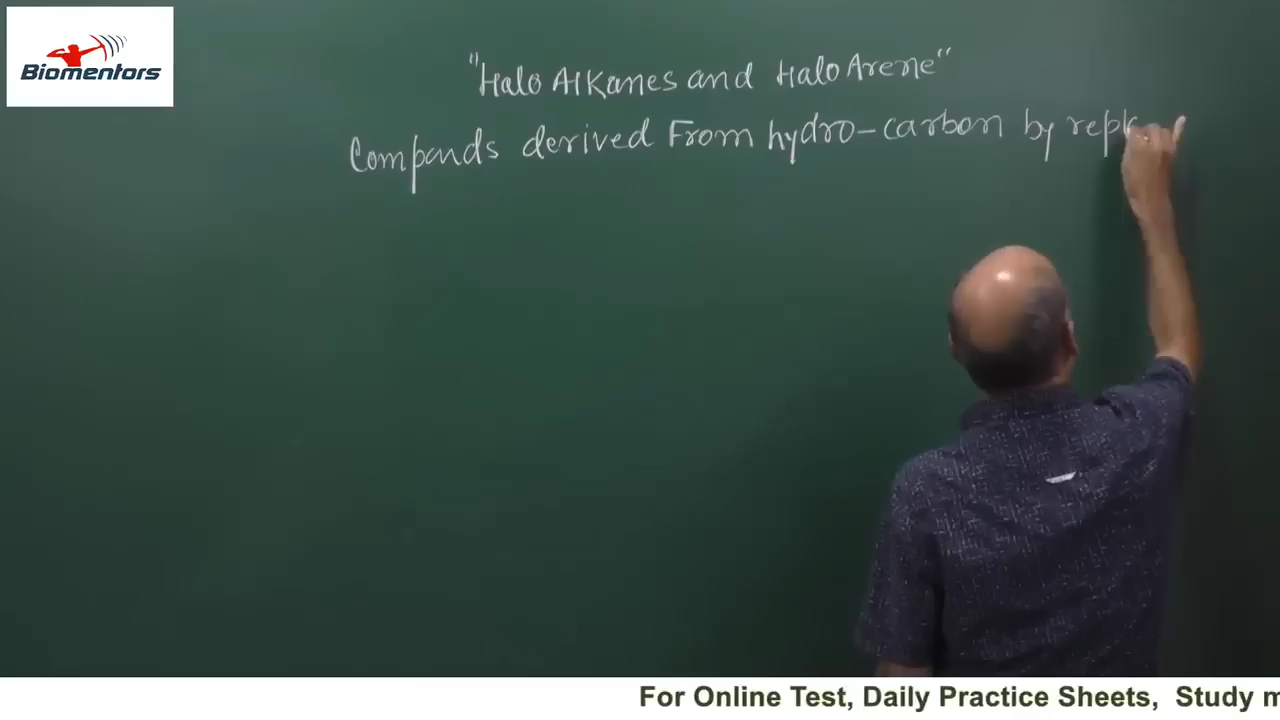 Biomentors
"Halo Alkanes and Halo Arene"
Compounds derived From hydro-carbon by repla
For Online Test, Daily Practice Sheets, Study m